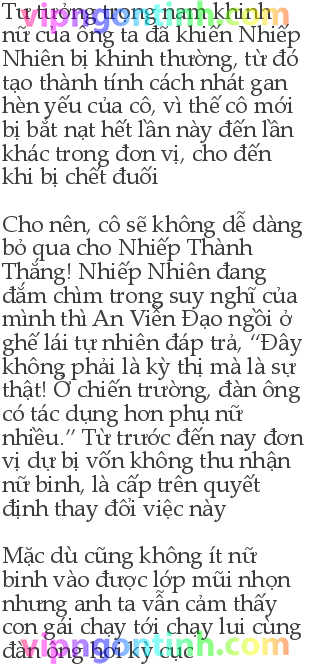 Tư tưởng trọng nam khinh
nữ của ông ta đã khiến Nhiếp
Nhiên bị khinh thường, từ đó
tạo thành tính cách nhát gan
hèn yếu của cô, vì thế cô mới
bị bắt nạt hết lần này đến lần
khác trong đơn vị, cho đến
khi bị chết đuối

Cho nên, cô sẽ không dễ dàng
bỏ qua cho Nhiếp Thành
Thắng! Nhiếp Nhiên đang
đắm chìm trong suy nghĩ của
mình thì An Viễn Đạo ngồi ở
ghế lái tự nhiên đáp trả, “Đây
không phải là kỳ thị mà là sự
thật! Ở chiến trường, đàn ông
có tác dụng hơn phụ nữ
nhiều.” Từ trước đến nay đơn
vị dự bị vốn không thu nhận
nữ binh, là cấp trên quyết
định thay đổi việc này

Mặc dù cũng không ít nữ
binh vào được lớp mũi nhọn
nhưng anh ta vẫn cảm thấy
con gái chạy tới chạy lui cùng
đàn ông hơi kỳ cục
vipngontinh.com
vipngontinh.com